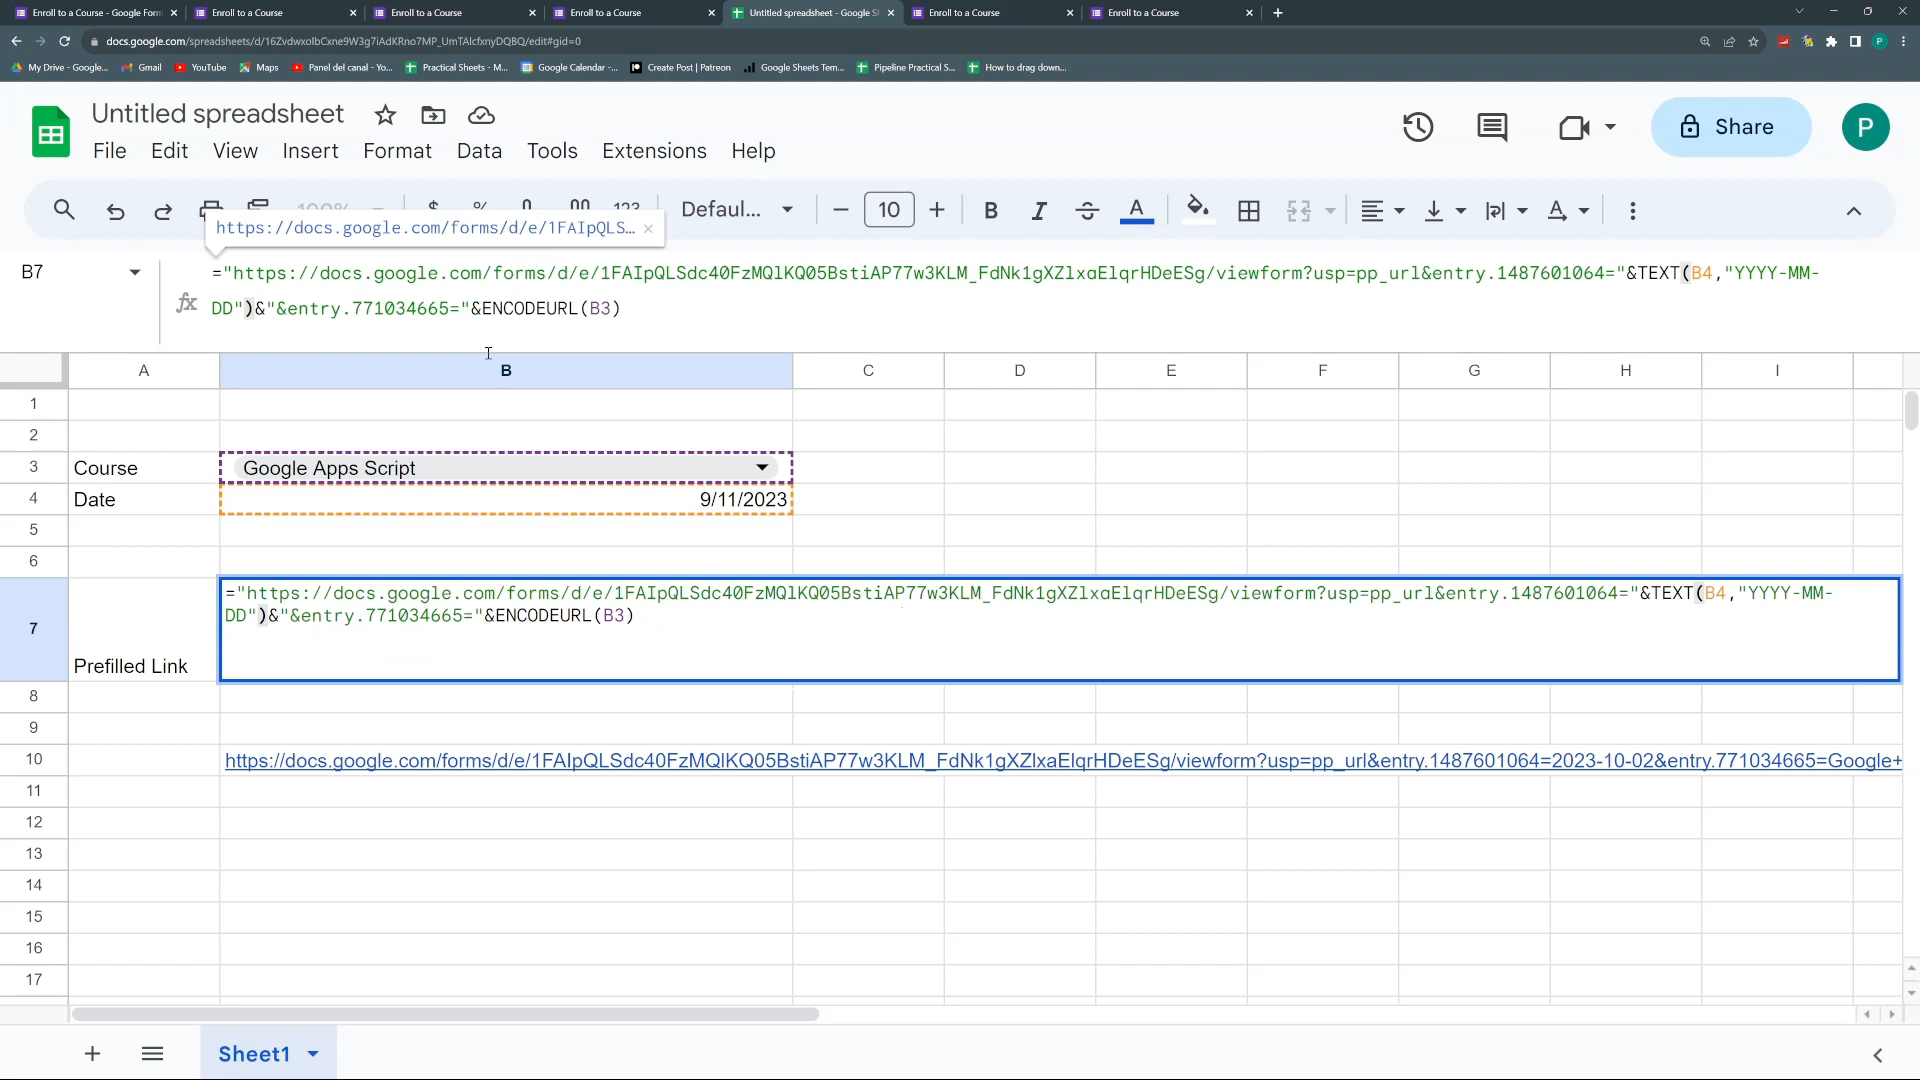 Enroll to a Course - Google Form
Enroll to a Course
Enroll to a Course
Enroll to a Course
Untitled spreadsheet - Google S
Enroll to a Course
Enroll to a Course
docs.google.com/spreadsheets/d/16ZvdwxolbCxne9W3g7iAdKRno7MP_UmTAlcfxnyDQBQ/edit#gid=0
P
My Drive - Google...
Gmail
YouTube
Maps
Panel del canal - Yo...
Practical Sheets - M...
Google Calendar -...
Create Post | Patreon
Google Sheets Tem...
Pipeline Practical S...
How to drag down...
Untitled spreadsheet
File Edit View Insert Format Data Tools Extensions Help
Share
P
100% $ % .0 .00 123 Defaul... 10 B I A A
https://docs.google.com/forms/d/e/1FAIpQLS...
B7
="https://docs.google.com/forms/d/e/1FAIpQLSdc40FzMQlKQ05BstiAP77w3KLM_FdNk1gXZlxaElqrHDeESg/viewform?usp=pp_url&entry.1487601064="&TEXT(B4,"YYYY-MM-
fx
DD")&"&entry.771034665="&ENCODEURL(B3)
A B C D E F G H I
1
2
3 Course Google Apps Script
4 Date 9/11/2023
5
6
="https://docs.google.com/forms/d/e/1FAIpQLSdc40FzMQlKQ05BstiAP77w3KLM_FdNk1gXZlxaElqrHDeESg/viewform?usp=pp_url&entry.1487601064="&TEXT(B4,"YYYY-MM-
DD")&"&entry.771034665="&ENCODEURL(B3)
7
Prefilled Link
8
9
10 https://docs.google.com/forms/d/e/1FAIpQLSdc40FzMQlKQ05BstiAP77w3KLM_FdNk1gXZlxaElqrHDeESg/viewform?usp=pp_url&entry.1487601064=2023-10-02&entry.771034665=Google+
11
12
13
14
15
16
17
Sheet1